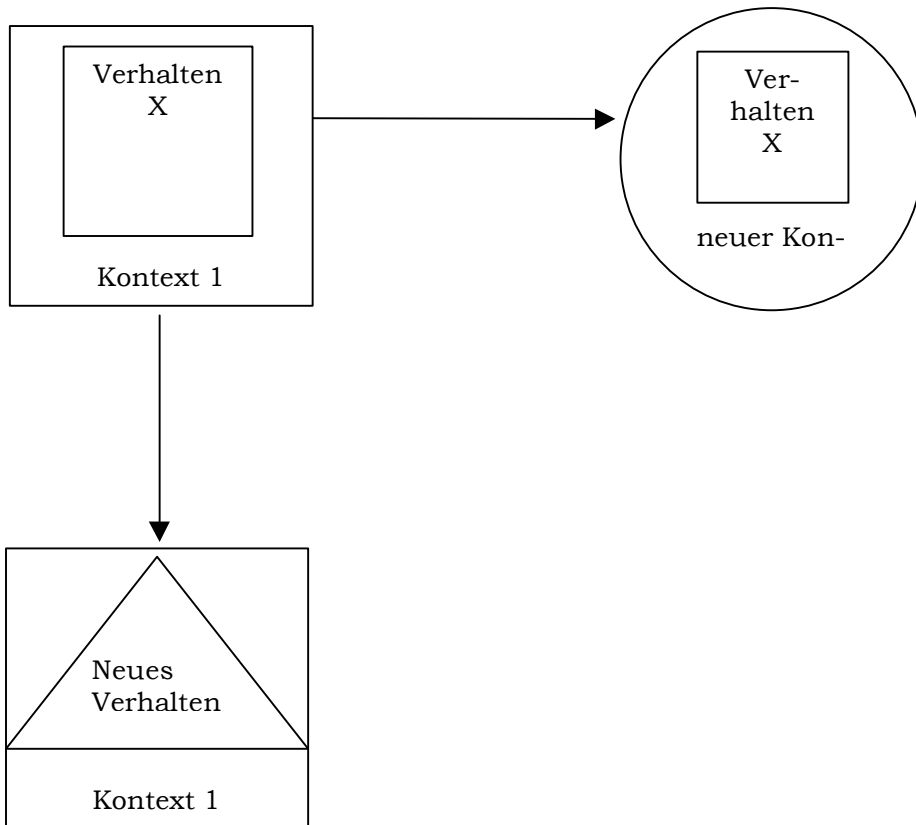 Verhalten
X
Kontext 1
Ver-
halten
X
neuer Kon-
Neues
Verhalten
Kontext 1